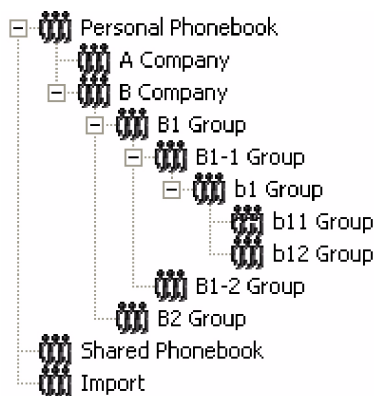 Personal Phonebook
A Company
B Company
B1 Group
B1-1 Group
b1 Group
b11 Group
b12 Group
B1-2 Group
B2 Group
Shared Phonebook
Import